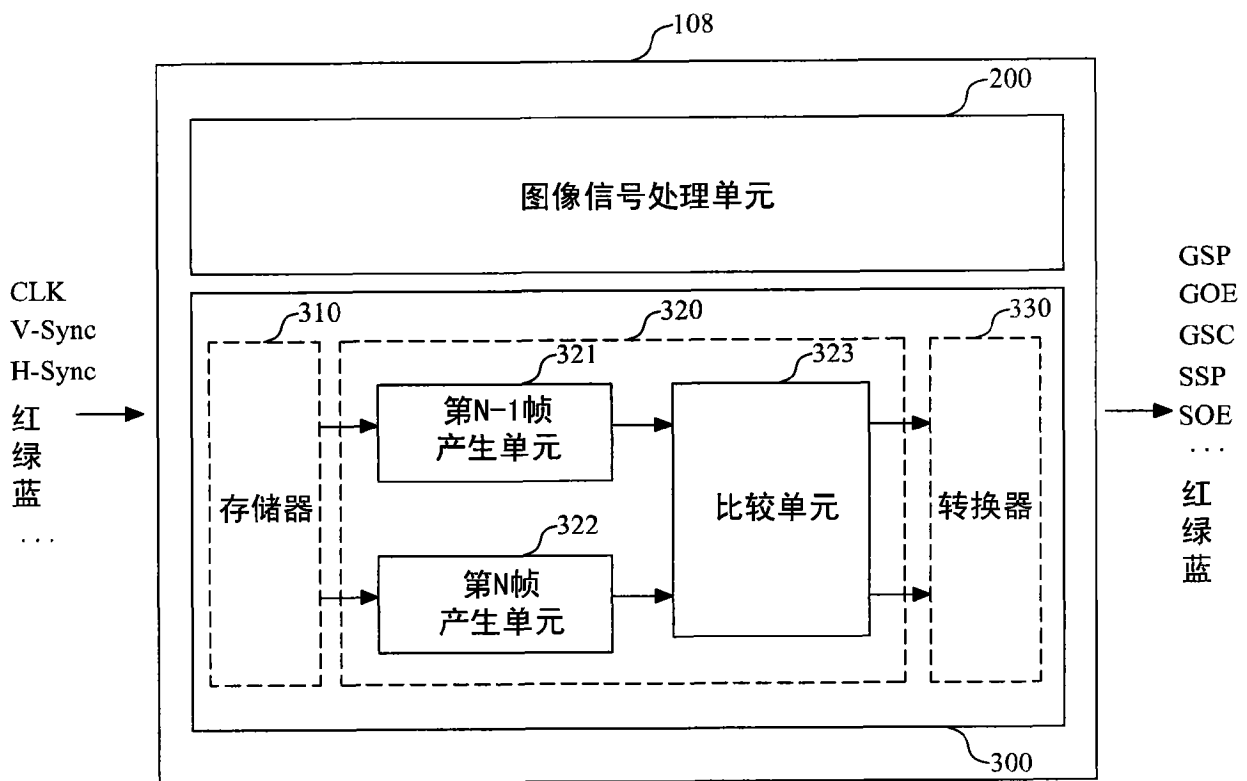 108
200
图像信号处理单元
CLK
V-Sync
H-Sync
红
绿
蓝
...
310
320
330
321
323
第N-1帧
产生单元
存储器
比较单元
转换器
322
第N帧
产生单元
300
GSP
GOE
GSC
SSP
SOE
...
红
绿
蓝